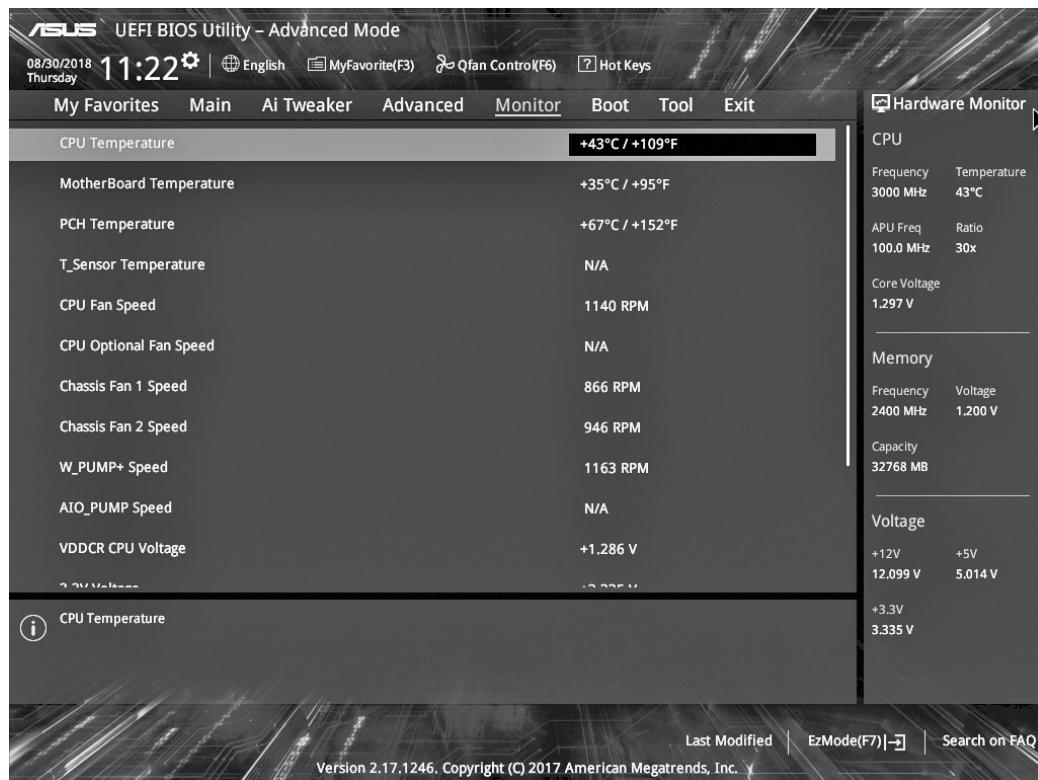 ASUS UEFI BIOS Utility – Advanced Mode
08/30/2018
Thursday
11:22
English MyFavorite(F3) Qfan Control(F6) ? Hot Keys
My Favorites Main Ai Tweaker Advanced Monitor Boot Tool Exit
CPU Temperature +43°C / +109°F
MotherBoard Temperature +35°C / +95°F
PCH Temperature +67°C / +152°F
T_Sensor Temperature N/A
CPU Fan Speed 1140 RPM
CPU Optional Fan Speed N/A
Chassis Fan 1 Speed 866 RPM
Chassis Fan 2 Speed 946 RPM
W_PUMP+ Speed 1163 RPM
AIO_PUMP Speed N/A
VDDCR CPU Voltage +1.286 V
CPU Temperature
Hardware Monitor
CPU
Frequency Temperature
3000 MHz 43°C
APU Freq Ratio
100.0 MHz 30x
Core Voltage
1.297 V
Memory
Frequency Voltage
2400 MHz 1.200 V
Capacity
32768 MB
Voltage
+12V +5V
12.099 V 5.014 V
+3.3V
3.335 V
Last Modified EzMode(F7) Search on FAQ
Version 2.17.1246. Copyright (C) 2017 American Megatrends, Inc.